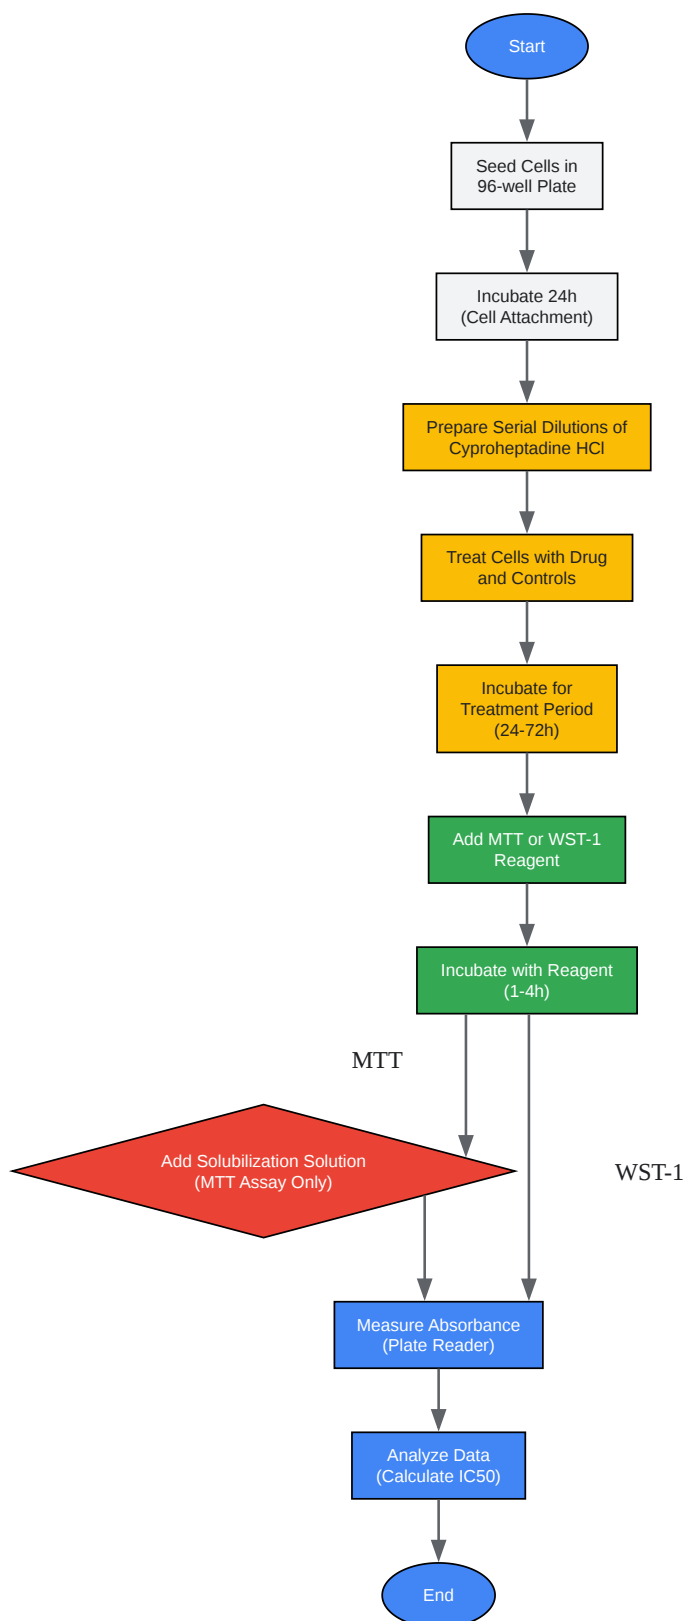 Start
Seed Cells in
96-well Plate
Incubate 24h
(Cell Attachment)
Prepare Serial Dilutions of
Cyproheptadine HCl
Treat Cells with Drug
and Controls
Incubate for
Treatment Period
(24-72h)
Add MTT or WST-1
Reagent
Incubate with Reagent
(1-4h)
MTT
Add Solubilization Solution
(MTT Assay Only)
WST-1
Measure Absorbance
(Plate Reader)
Analyze Data
(Calculate IC50)
End